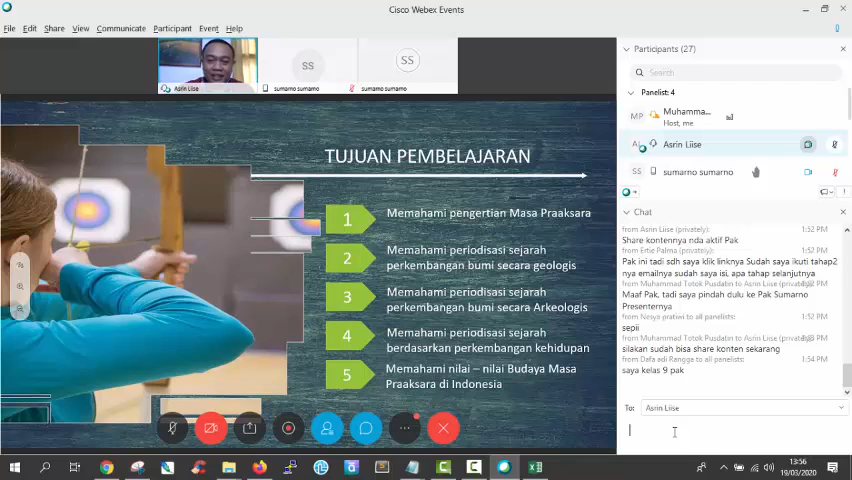 Cisco Webex Events
File Edit Share View Communicate Participant Event Help
Asrin Liise
SS
sumarno sumarno
SS
sumarno sumarno
TUJUAN PEMBELAJARAN
1 Memahami pengertian Masa Praaksara
2 Memahami periodisasi sejarah
perkembangan bumi secara geologis
3 Memahami periodisasi sejarah
perkembangan bumi secara Arkeologis
4 Memahami periodisasi sejarah
berdasarkan perkembangan kehidupan
5 Memahami nilai – nilai Budaya Masa
Praaksara di Indonesia
Participants (27)
Search
Panelist: 4
MP Muhamma...
Host, me
Asrin Liise
SS sumarno sumarno
Chat
from Asrin Liise (privately): 1:52 PM
Share kontennya nda aktif Pak
from Ertie Palma (privately): 1:52 PM
Pak ini tadi sdh saya klik linknya Sudah saya ikuti tahap2
nya emailnya sudah saya isi, apa tahap selanjutnya
from Muhammad Totok Pusdatin to Asrin Liise (privately):
Maaf Pak, tadi saya pindah dulu ke Pak Sumarno
Presenternya
from Nesya pratiwi to all panelists: 1:52 PM
sepii
from Muhammad Totok Pusdatin to Asrin Liise (privately):
silakan sudah bisa share konten sekarang
from Dafa adi Rangga to all panelists: 1:54 PM
saya kelas 9 pak
To: Asrin Liise
13:56
19/03/2020